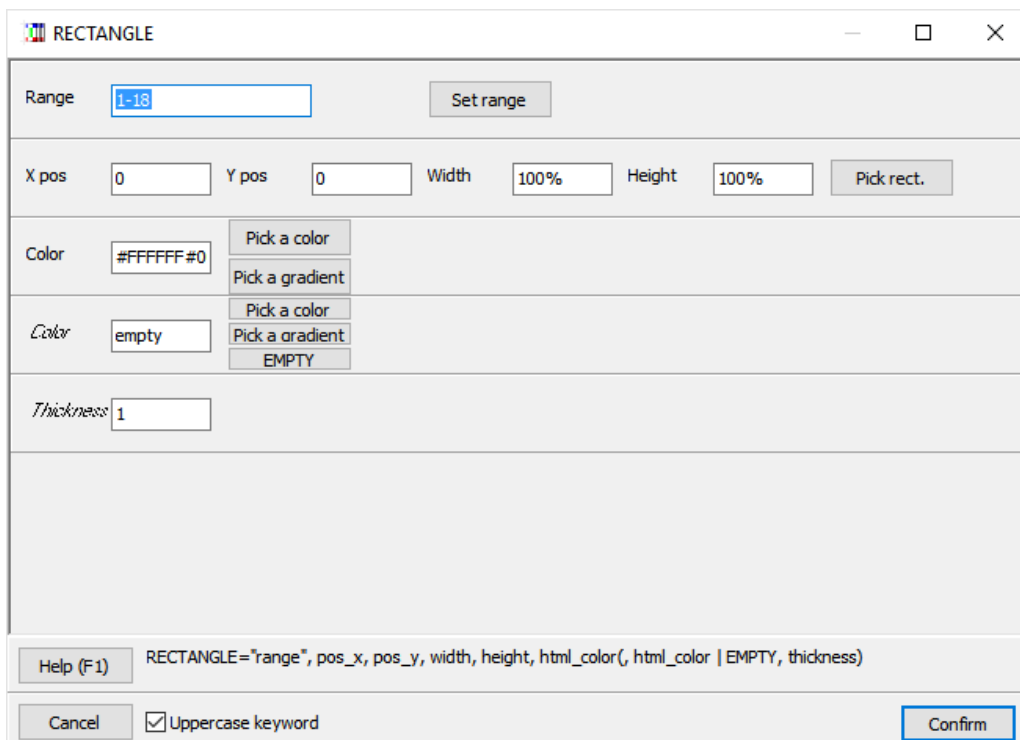 RECTANGLE
Range 1-18 Set range
X pos 0 Y pos 0 Width 100% Height 100% Pick rect.
Pick a color
Color #FFFFFF#0
Pick a gradient
Pick a color
Color empty Pick a gradient
EMPTY
Thickness 1
Help (F1) RECTANGLE="range", pos_x, pos_y, width, height, html_color(, html_color | EMPTY, thickness)
Cancel Uppercase keyword Confirm